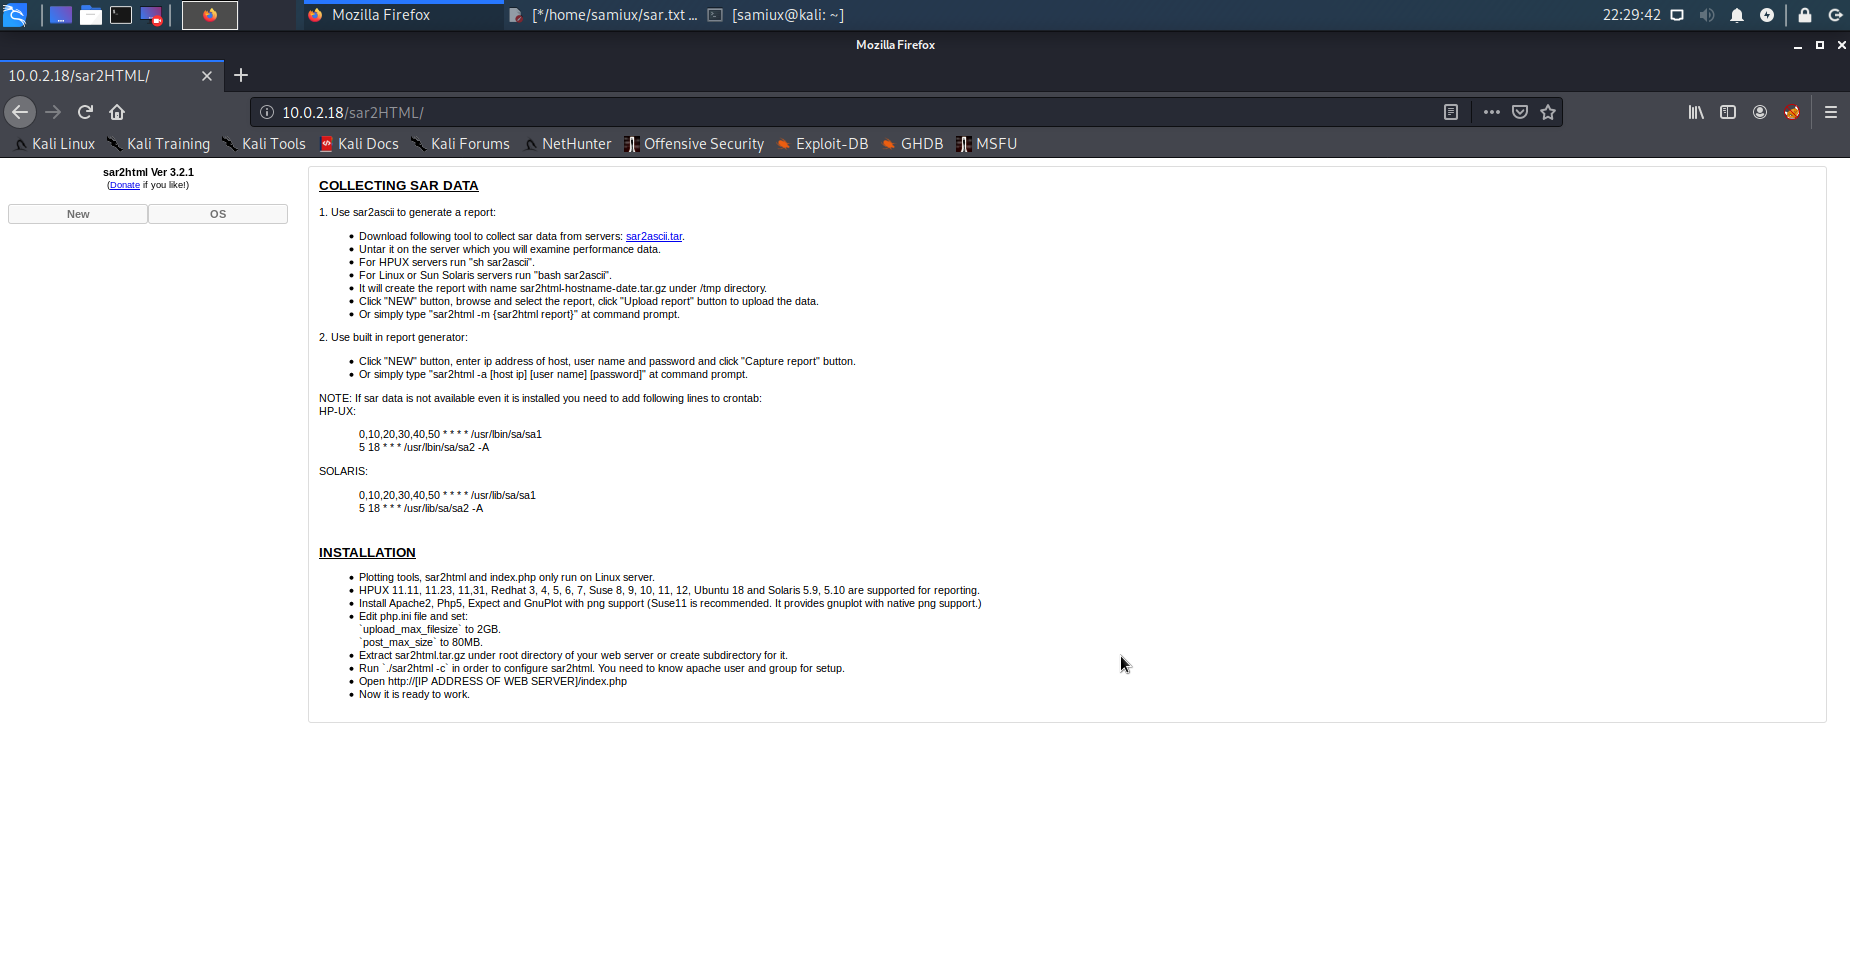 Mozilla Firefox
[*/home/samiux/sar.txt ...
[samiux@kali: ~]
22:29:42
Mozilla Firefox
10.0.2.18/sar2HTML/
10.0.2.18/sar2HTML/
Kali Linux
Kali Training
Kali Tools
Kali Docs
Kali Forums
NetHunter
Offensive Security
Exploit-DB
GHDB
MSFU
sar2html Ver 3.2.1
(Donate if you like!)
New
OS
COLLECTING SAR DATA
1. Use sar2ascii to generate a report:
• Download following tool to collect sar data from servers: sar2ascii.tar.
• Untar it on the server which you will examine performance data.
• For HPUX servers run "sh sar2ascii".
• For Linux or Sun Solaris servers run "bash sar2ascii".
• It will create the report with name sar2html-hostname-date.tar.gz under /tmp directory.
• Click "NEW" button, browse and select the report, click "Upload report" button to upload the data.
• Or simply type "sar2html -m {sar2html report}" at command prompt.
2. Use built in report generator:
• Click "NEW" button, enter ip address of host, user name and password and click "Capture report" button.
• Or simply type "sar2html -a [host ip] [user name] [password]" at command prompt.
NOTE: If sar data is not available even it is installed you need to add following lines to crontab:
HP-UX:
0,10,20,30,40,50 * * * * /usr/lbin/sa/sa1
5 18 * * * /usr/lbin/sa/sa2 -A
SOLARIS:
0,10,20,30,40,50 * * * * /usr/lib/sa/sa1
5 18 * * * /usr/lib/sa/sa2 -A
INSTALLATION
• Plotting tools, sar2html and index.php only run on Linux server.
• HPUX 11.11, 11.23, 11,31, Redhat 3, 4, 5, 6, 7, Suse 8, 9, 10, 11, 12, Ubuntu 18 and Solaris 5.9, 5.10 are supported for reporting.
• Install Apache2, Php5, Expect and GnuPlot with png support (Suse11 is recommended. It provides gnuplot with native png support.)
• Edit php.ini file and set:
`upload_max_filesize` to 2GB.
`post_max_size` to 80MB.
• Extract sar2html.tar.gz under root directory of your web server or create subdirectory for it.
• Run `./sar2html -c` in order to configure sar2html. You need to know apache user and group for setup.
• Open http://[IP ADDRESS OF WEB SERVER]/index.php
• Now it is ready to work.